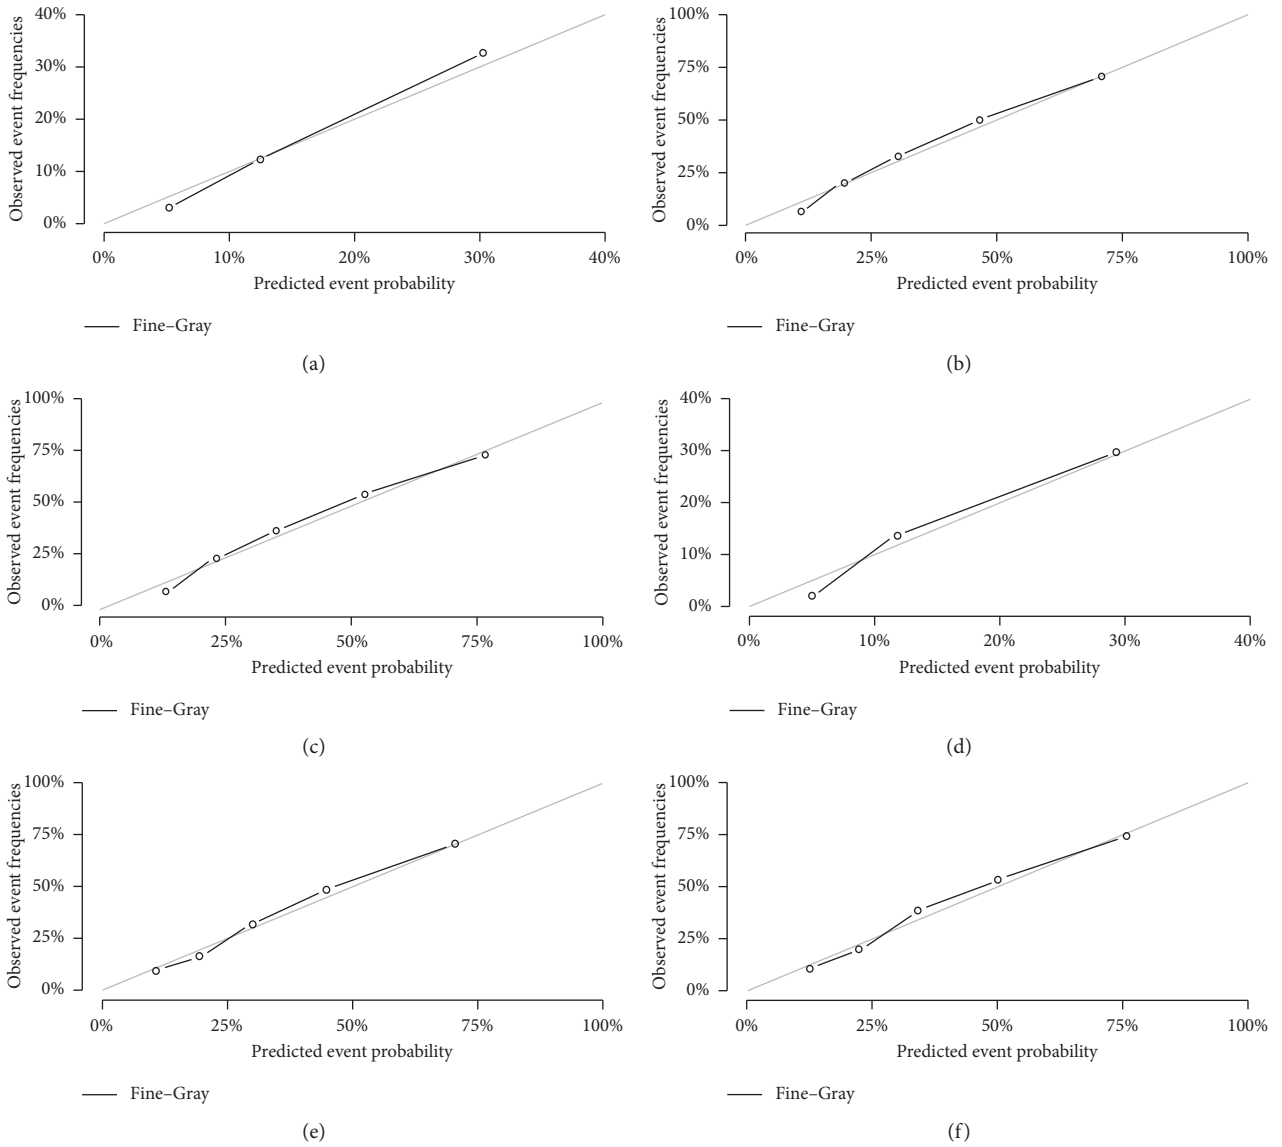 Observed event frequencies
40%
30%
20%
10%
0%
0% 10% 20% 30% 40%
Predicted event probability
Fine–Gray
(a)
Observed event frequencies
100%
75%
50%
25%
0%
0% 25% 50% 75% 100%
Predicted event probability
Fine–Gray
(b)
Observed event frequencies
100%
75%
50%
25%
0%
0% 25% 50% 75% 100%
Predicted event probability
Fine–Gray
(c)
Observed event frequencies
40%
30%
20%
10%
0%
0% 10% 20% 30% 40%
Predicted event probability
Fine–Gray
(d)
Observed event frequencies
100%
75%
50%
25%
0%
0% 25% 50% 75% 100%
Predicted event probability
Fine–Gray
(e)
Observed event frequencies
100%
75%
50%
25%
0%
0% 25% 50% 75% 100%
Predicted event probability
Fine–Gray
(f)